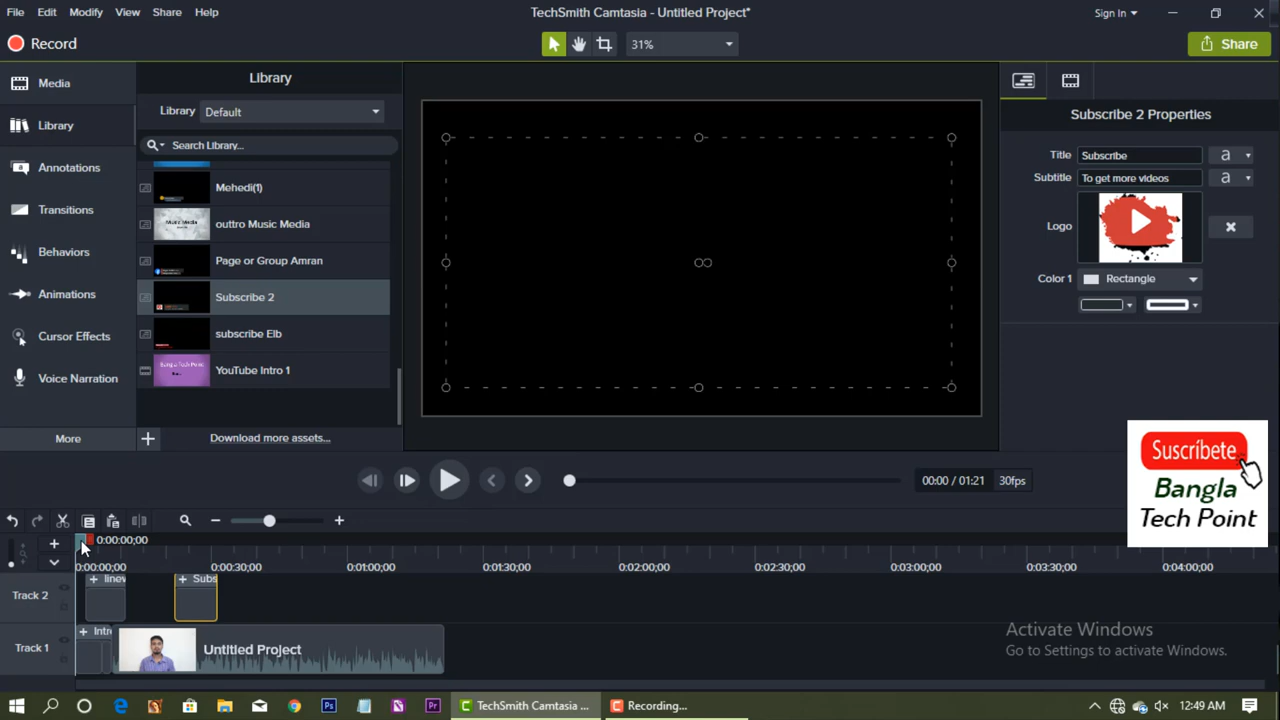 File Edit Modify View Share Help
TechSmith Camtasia - Untitled Project*
Sign In
Record
31%
Share
Media
Library
Annotations
Transitions
Behaviors
Animations
Cursor Effects
Voice Narration
More
Library
Library Default
Search Library...
Mehedi(1)
outtro Music Media
Page or Group Amran
Subscribe 2
subscribe Elb
YouTube Intro 1
Download more assets...
Subscribe 2 Properties
Title Subscribe a
Subtitle To get more videos a
Logo
Color 1 Rectangle
00:00 / 01:21 30fps
Suscríbete
Bangla
Tech Point
0:00:00;00
0:00:00;00 0:00:30;00 0:01:00;00 0:01:30;00 0:02:00;00 0:02:30;00 0:03:00;00 0:03:30;00 0:04:00;00
Track 2
linev
Subs
Track 1
Intro
Untitled Project
Activate Windows
Go to Settings to activate Windows.
TechSmith Camtasia ...
Recording...
12:49 AM